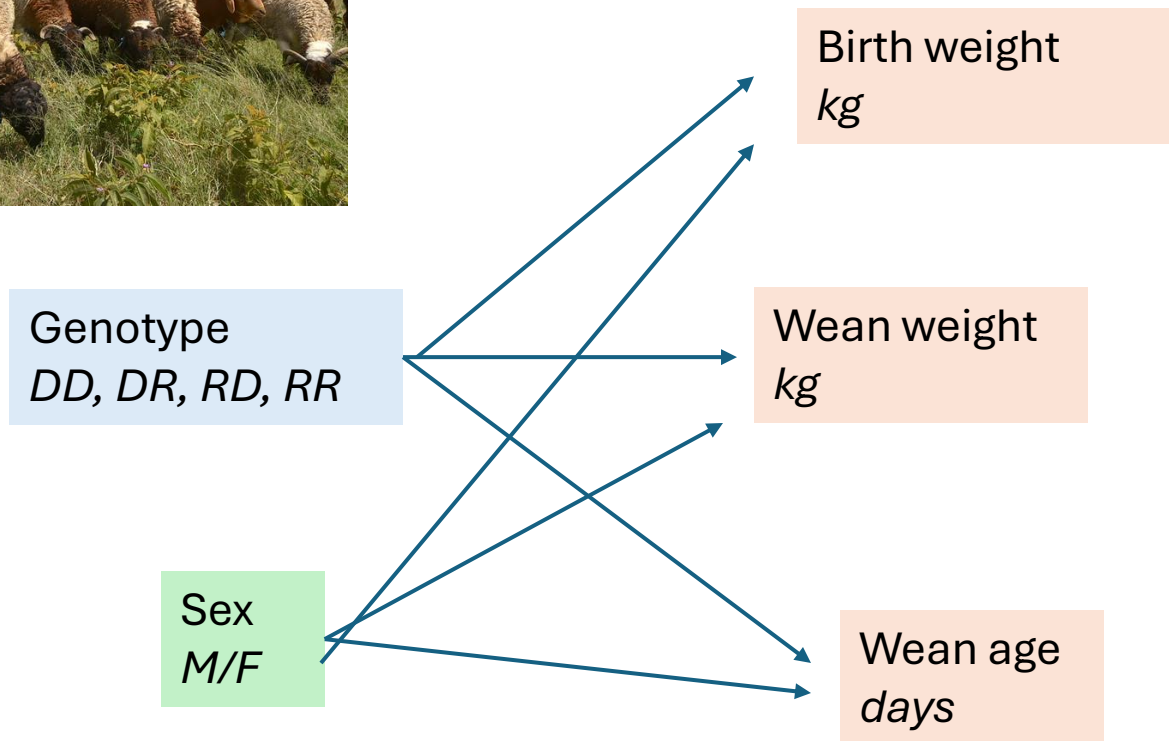 Birth weight
kg
Genotype
DD, DR, RD, RR
Wean weight
kg
Sex
M/F
Wean age
days